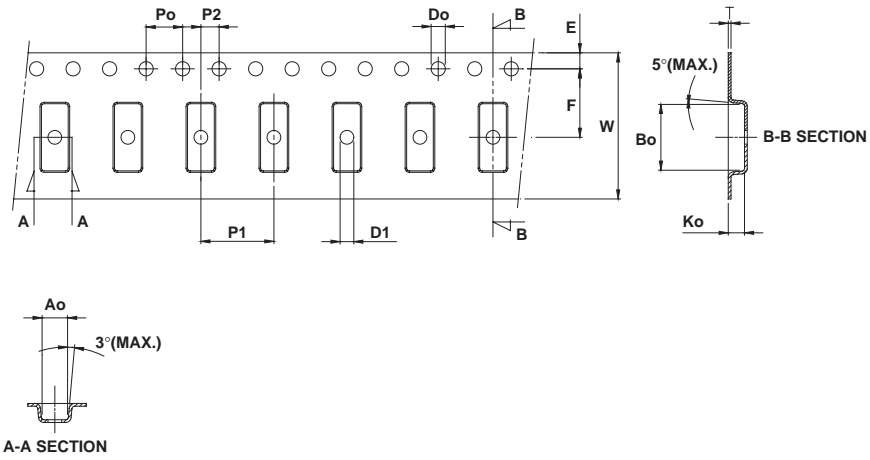 Po
P2
Do
B
E
T
5°(MAX.)
F
W
Bo
B-B SECTION
A
A
P1
D1
B
Ko
Ao
3°(MAX.)
A-A SECTION